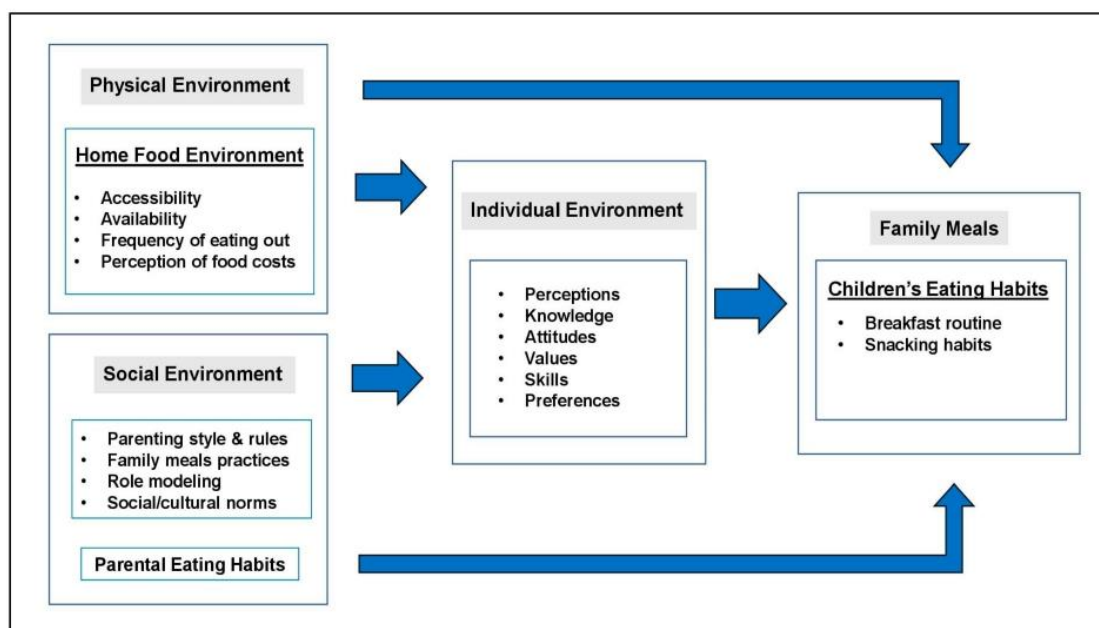 Physical Environment
Home Food Environment
• Accessibility
• Availability
• Frequency of eating out
• Perception of food costs
Social Environment
• Parenting style & rules
• Family meals practices
• Role modeling
• Social/cultural norms
Parental Eating Habits
Individual Environment
• Perceptions
• Knowledge
• Attitudes
• Values
• Skills
• Preferences
Family Meals
Children’s Eating Habits
• Breakfast routine
• Snacking habits